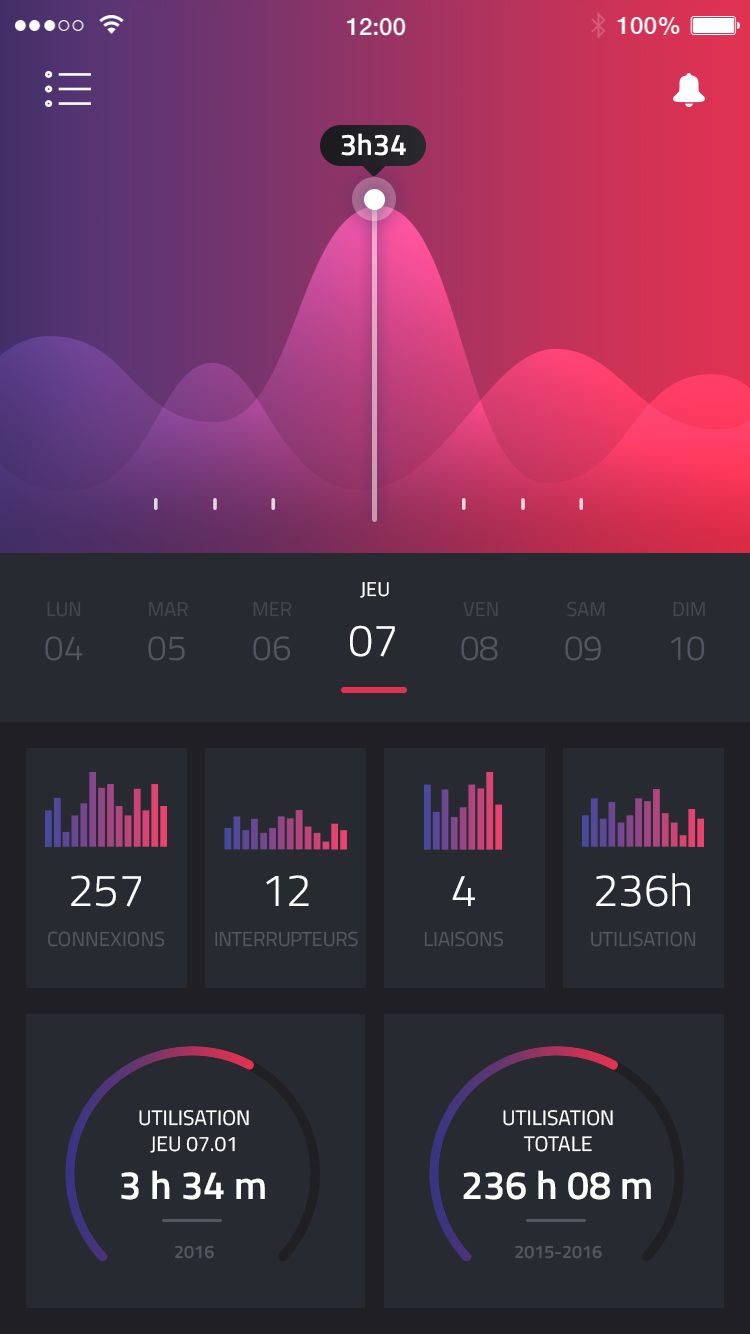 12:00
100%
3h34
LUN MAR MER JEU VEN SAM DIM
04 05 06 07 08 09 10
257 12 4 236h
CONNEXIONS INTERRUPTEURS LIAISONS UTILISATION
UTILISATION
JEU 07.01
3 h 34 m
2016
UTILISATION
TOTALE
236 h 08 m
2015-2016